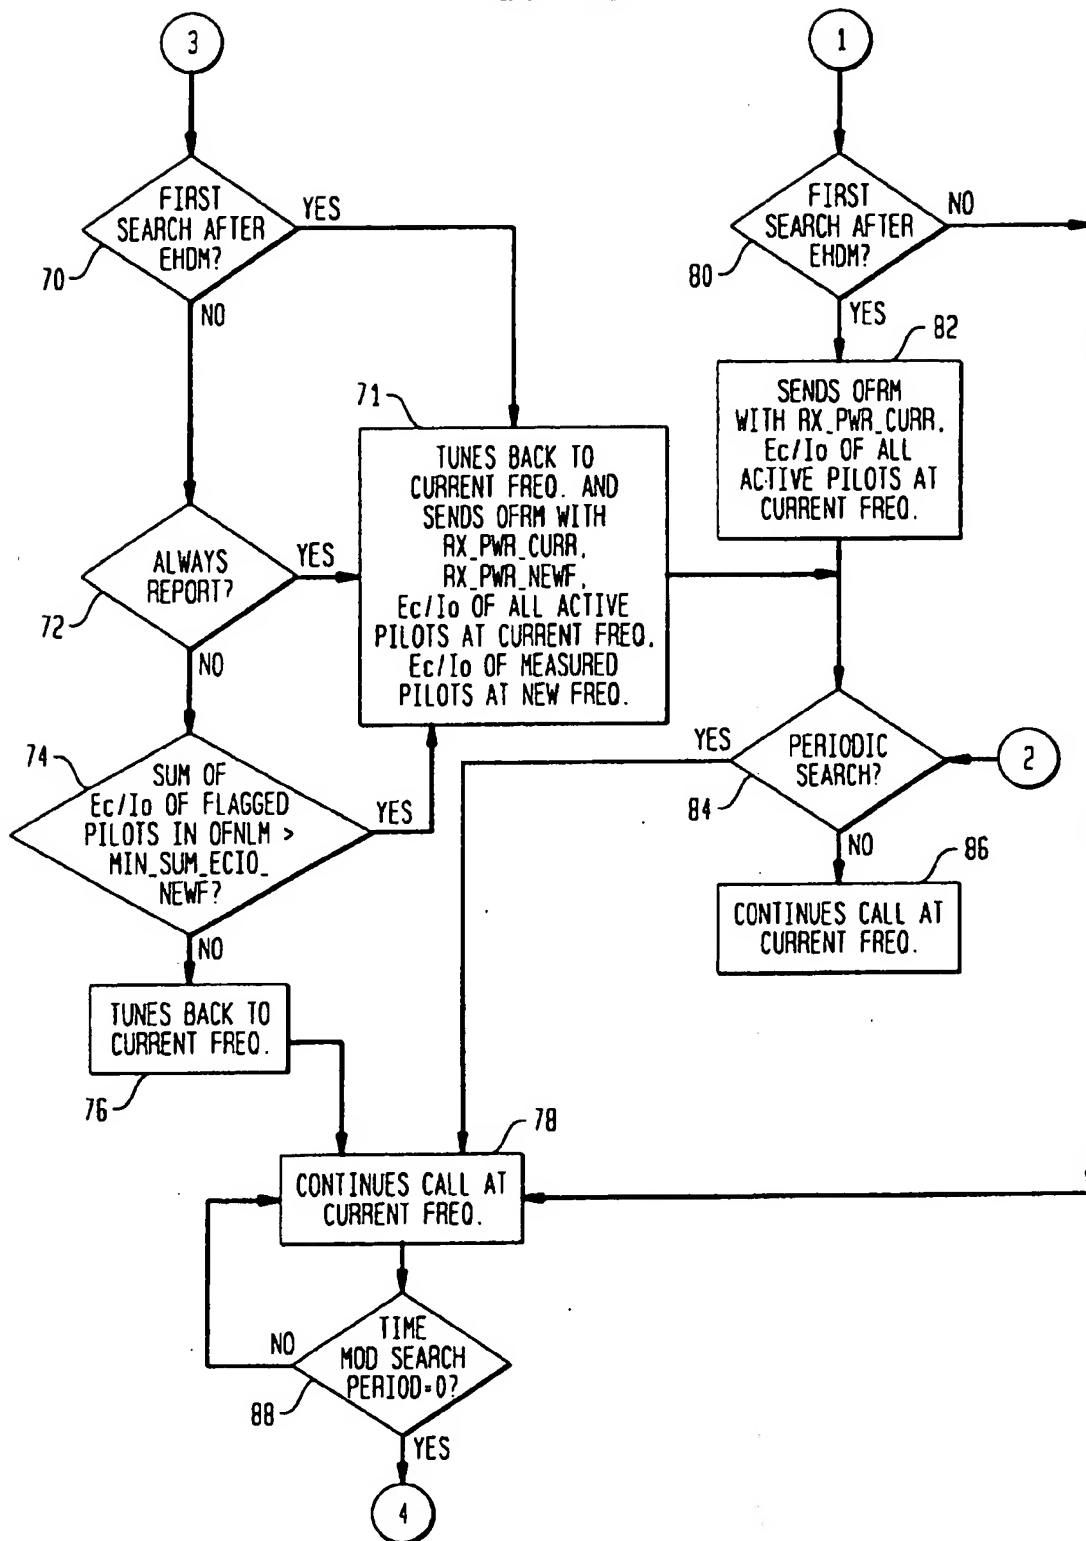 3
FIRST
SEARCH AFTER
EHDM?
YES
70
NO
ALWAYS
REPORT?
YES
72
NO
74
SUM OF
Ec/Io OF FLAGGED
PILOTS IN OFNLM >
MIN_SUM_ECIO_
NEWF?
YES
NO
TUNES BACK TO
CURRENT FREQ.
76
71
TUNES BACK TO
CURRENT FREQ. AND
SENDS OFRM WITH
RX_PWR_CURR,
RX_PWR_NEWF,
Ec/Io OF ALL ACTIVE
PILOTS AT CURRENT FREQ,
Ec/Io OF MEASURED
PILOTS AT NEW FREQ.
1
FIRST
SEARCH AFTER
EHDM?
NO
80
YES
82
SENDS OFRM
WITH RX_PWR_CURR,
Ec/Io OF ALL
ACTIVE PILOTS AT
CURRENT FREQ.
YES
PERIODIC
SEARCH?
2
84
NO
86
CONTINUES CALL AT
CURRENT FREQ.
78
CONTINUES CALL AT
CURRENT FREQ.
NO
TIME
MOD SEARCH
PERIOD=0?
88
YES
4